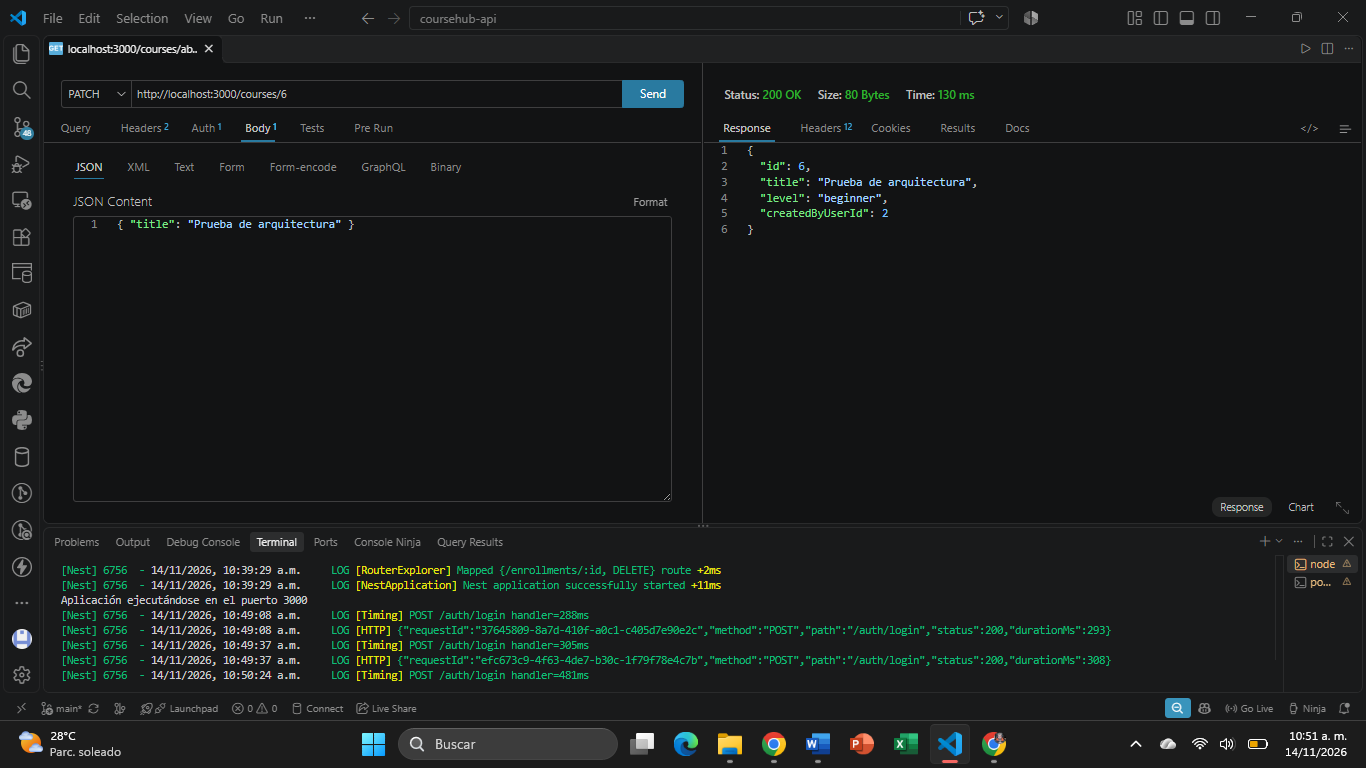 File Edit Selection View Go Run ··· coursehub-api
GET localhost:3000/courses/ab..
PATCH http://localhost:3000/courses/6 Send
Query Headers 2 Auth 1 Body 1 Tests Pre Run
JSON XML Text Form Form-encode GraphQL Binary
JSON Content Format
1 { "title": "Prueba de arquitectura" }
Status: 200 OK Size: 80 Bytes Time: 130 ms
Response Headers 12 Cookies Results Docs </>
1 {
2 "id": 6,
3 "title": "Prueba de arquitectura",
4 "level": "beginner",
5 "createdByUserId": 2
6 }
Response Chart
48
Problems Output Debug Console Terminal Ports Console Ninja Query Results
[Nest] 6756 - 14/11/2026, 10:39:29 a.m. LOG [RouterExplorer] Mapped {/enrollments/:id, DELETE} route +2ms
[Nest] 6756 - 14/11/2026, 10:39:29 a.m. LOG [NestApplication] Nest application successfully started +11ms
Aplicación ejecutándose en el puerto 3000
[Nest] 6756 - 14/11/2026, 10:49:08 a.m. LOG [Timing] POST /auth/login handler=288ms
[Nest] 6756 - 14/11/2026, 10:49:08 a.m. LOG [HTTP] {"requestId":"37645809-8a7d-410f-a0c1-c405d7e90e2c","method":"POST","path":"/auth/login","status":200,"durationMs":293}
[Nest] 6756 - 14/11/2026, 10:49:37 a.m. LOG [Timing] POST /auth/login handler=305ms
[Nest] 6756 - 14/11/2026, 10:49:37 a.m. LOG [HTTP] {"requestId":"efc673c9-4f63-4de7-b30c-1f79f78e4c7b","method":"POST","path":"/auth/login","status":200,"durationMs":308}
[Nest] 6756 - 14/11/2026, 10:50:24 a.m. LOG [Timing] POST /auth/login handler=481ms
node
po...
main* Launchpad 0 0 Connect Live Share Go Live Ninja
28°C
Parc. soleado
Buscar
10:51 a. m.
14/11/2026